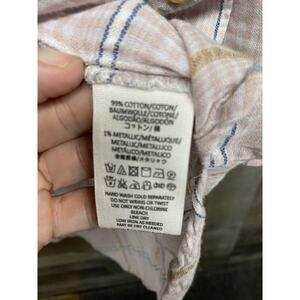 99% COTTON/COTON/
BAUMWOLLE/COTONE/
ALGODÃO/ALGODÓN
コットン/棉
1% METALLIC/MÉTALLIQUE/
METALLIC/METALLICO
METÁLICO/METALICO
HAND WASH COLD SEPARATELY
DO NOT WRING OR TWIST
USE ONLY NON-CHLORINE
BLEACH
LINE DRY
LOW IRON AS NEEDED
MAY BE DRY CLEANED